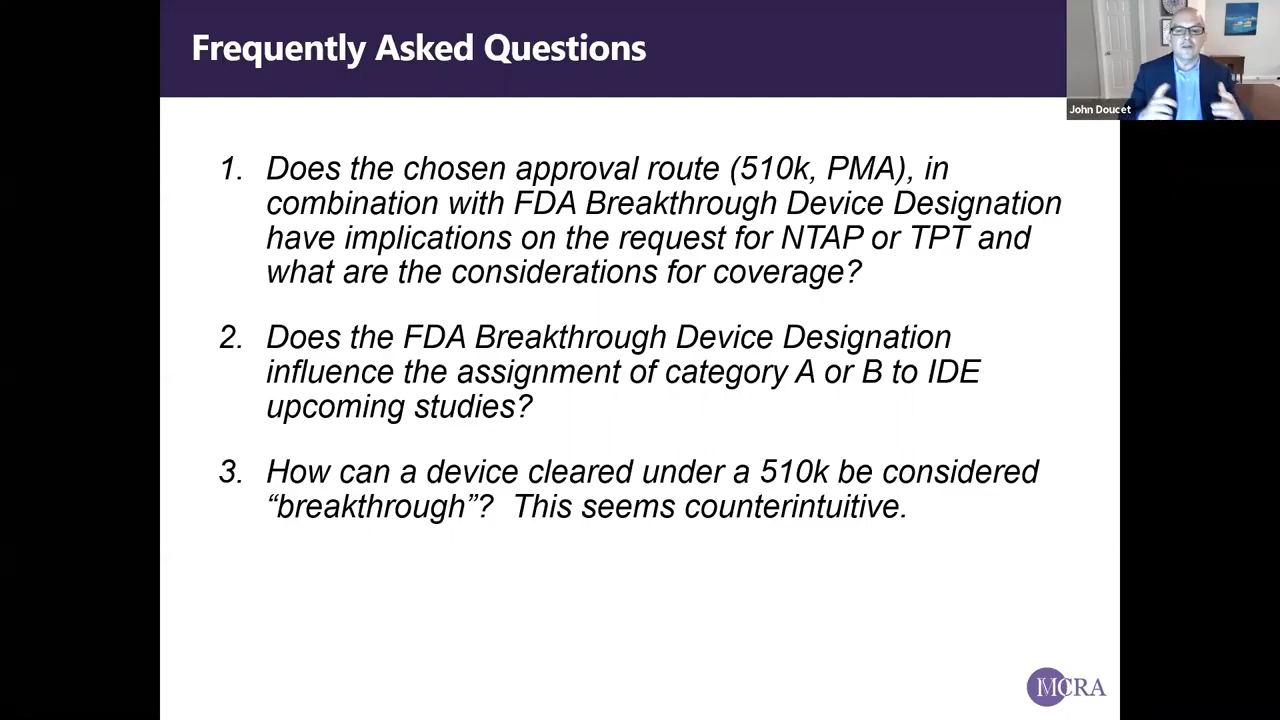 Frequently Asked Questions
John Doucet
1. Does the chosen approval route (510k, PMA), in
combination with FDA Breakthrough Device Designation
have implications on the request for NTAP or TPT and
what are the considerations for coverage?
2. Does the FDA Breakthrough Device Designation
influence the assignment of category A or B to IDE
upcoming studies?
3. How can a device cleared under a 510k be considered
“breakthrough”?  This seems counterintuitive.
MCRA